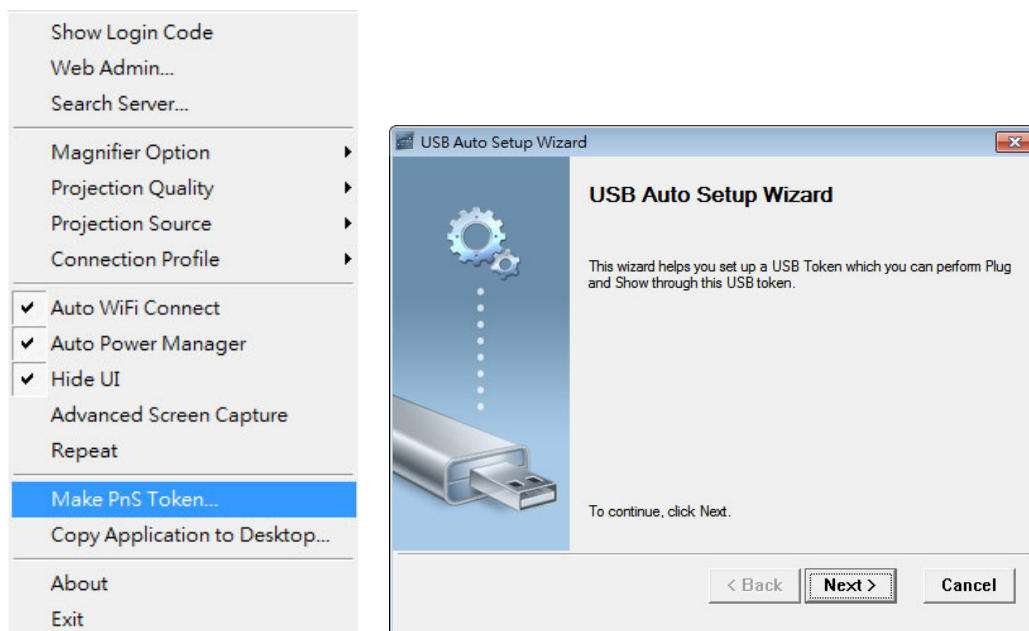 Show Login Code
Web Admin...
Search Server...
Magnifier Option
Projection Quality
Projection Source
Connection Profile
Auto WiFi Connect
Auto Power Manager
Hide UI
Advanced Screen Capture
Repeat
Make PnS Token...
Copy Application to Desktop...
About
Exit
USB Auto Setup Wizard
USB Auto Setup Wizard
This wizard helps you set up a USB Token which you can perform Plug
and Show through this USB token.
To continue, click Next.
< Back
Next >
Cancel